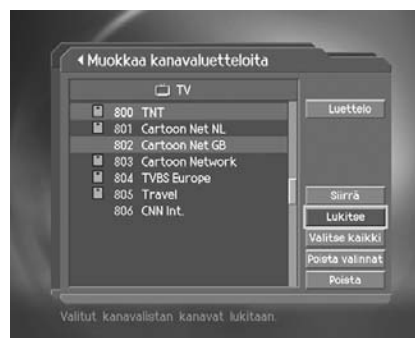 Muokkaa kanavaluetteloita
TV
800 TNT
801 Cartoon Net NL
802 Cartoon Net GB
803 Cartoon Network
804 TVBS Europe
805 Travel
806 CNN Int.
Luettelo
Siirrä
Lukitse
Valitse kaikki
Poista valinnat
Poista
Valitut kanavalistan kanavat lukitaan.